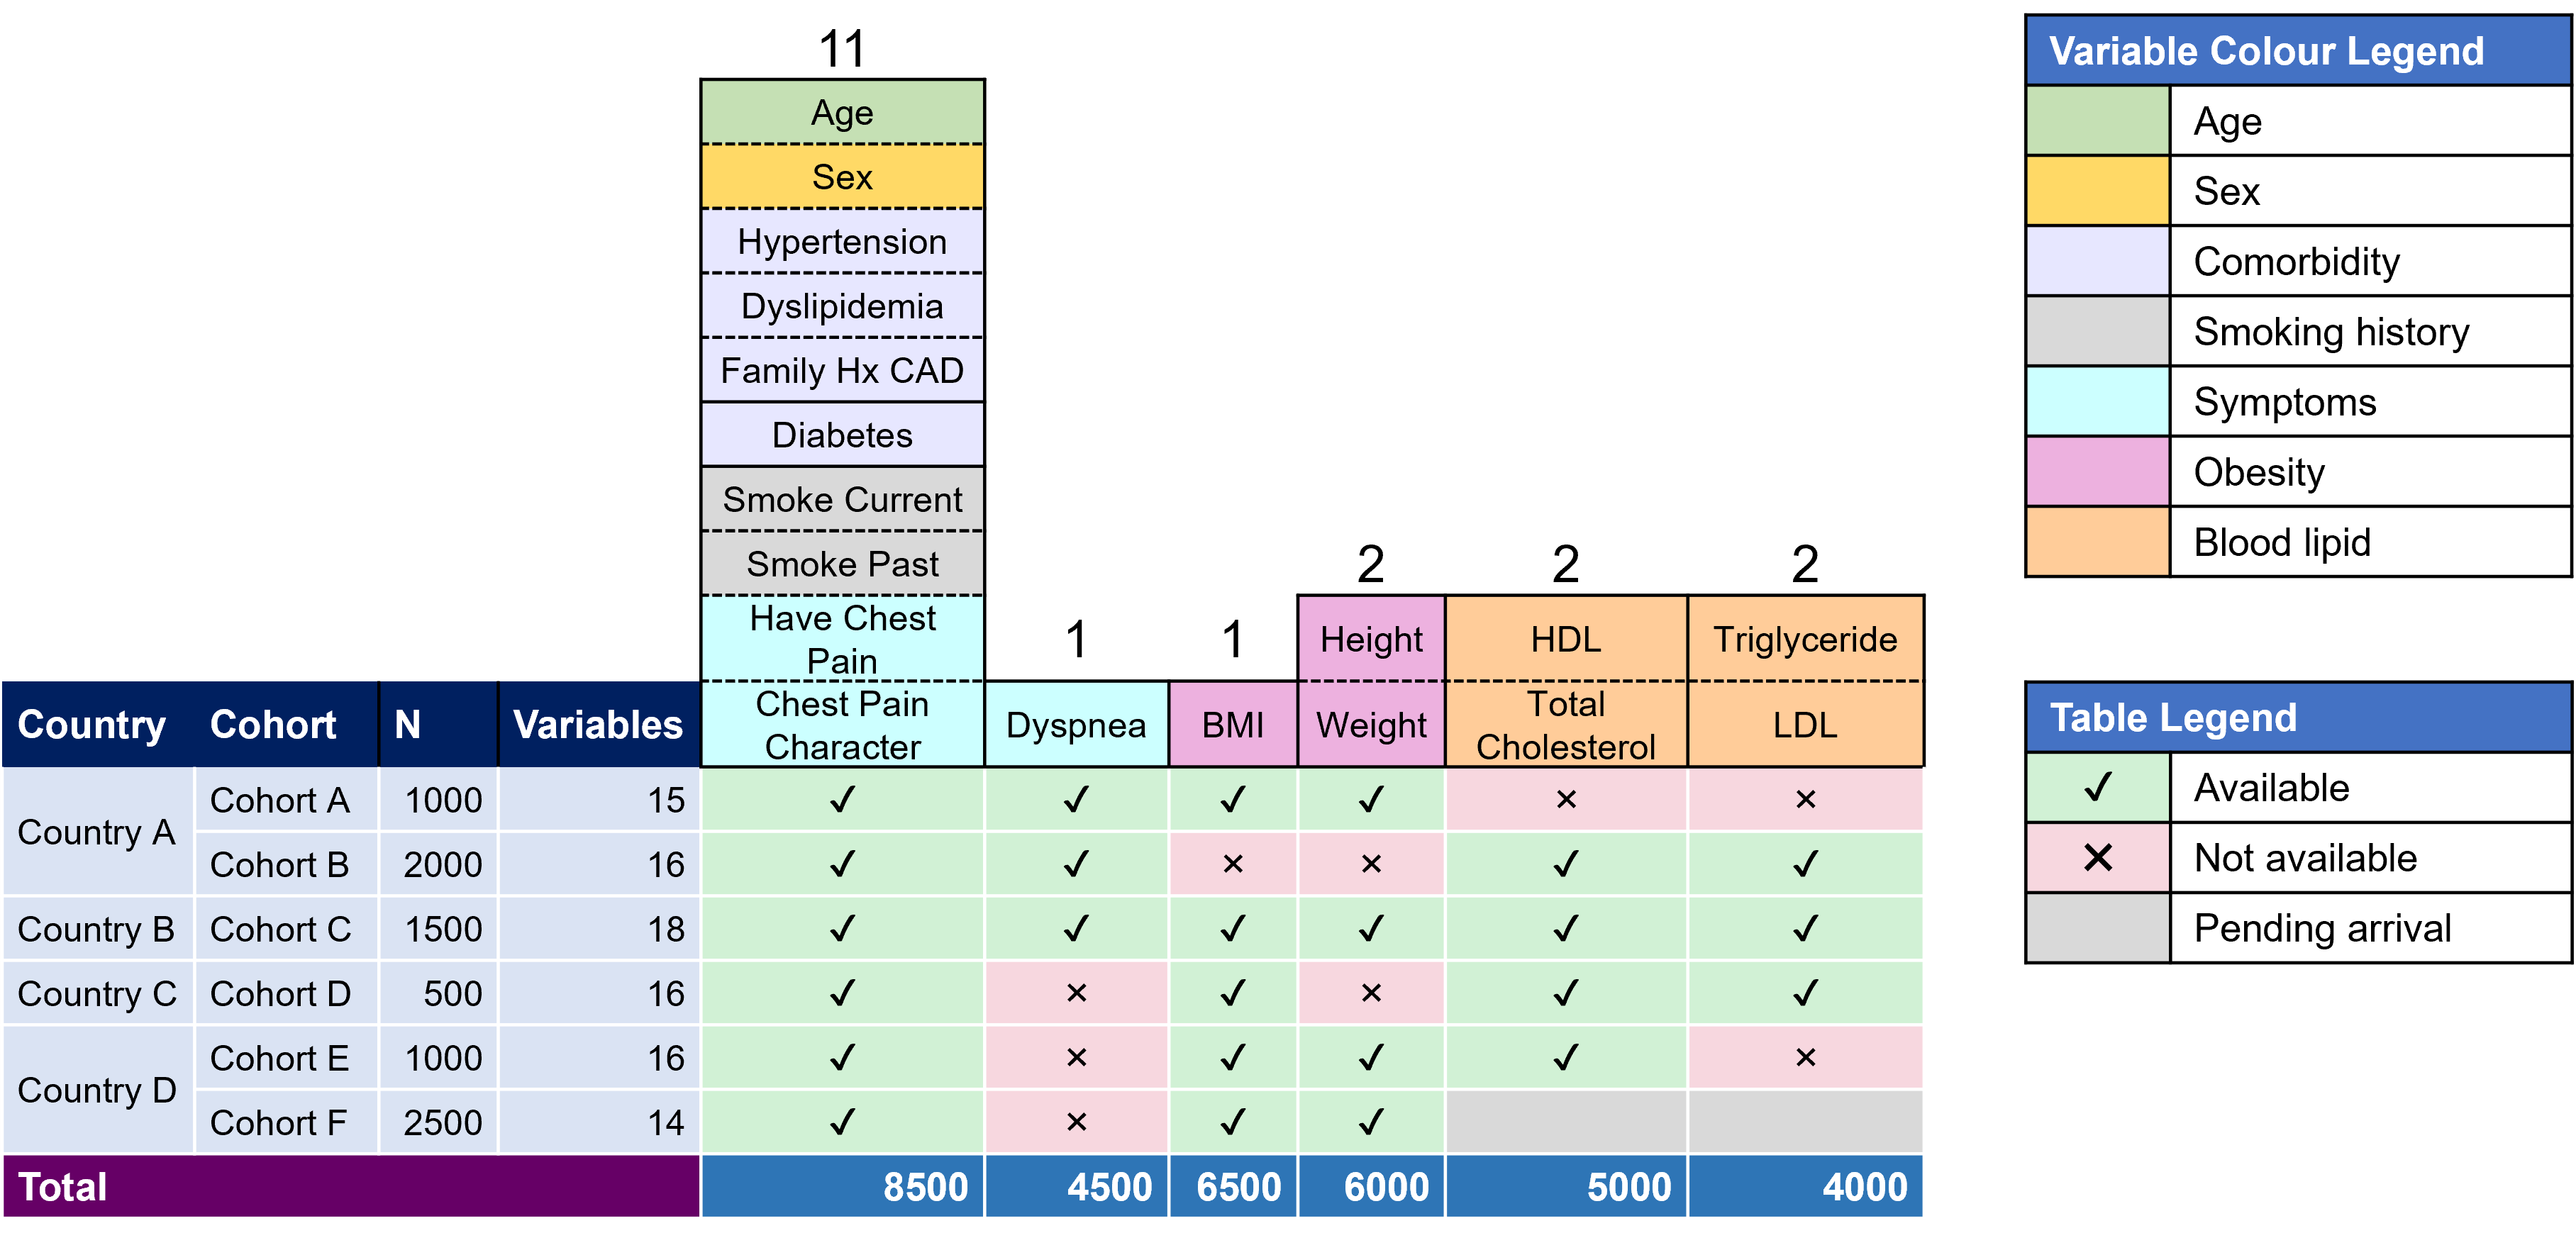 11
Age
Sex
Hypertension
Dyslipidemia
Family Hx CAD
Diabetes
Smoke Current
Smoke Past
Have Chest
Pain
Chest Pain
Character
1
Dyspnea
1
BMI
2
Height
Weight
2
HDL
Total
Cholesterol
2
Triglyceride
LDL
Country Cohort N Variables
Country A
Cohort A 1000 15 ✓ ✓ ✓ ✓ × ×
Cohort B 2000 16 ✓ ✓ × × ✓ ✓
Country B Cohort C 1500 18 ✓ ✓ ✓ ✓ ✓ ✓
Country C Cohort D 500 16 ✓ × ✓ × ✓ ✓
Country D
Cohort E 1000 16 ✓ × ✓ ✓ ✓ ×
Cohort F 2500 14 ✓ × ✓ ✓
Total 8500 4500 6500 6000 5000 4000
Variable Colour Legend
Age
Sex
Comorbidity
Smoking history
Symptoms
Obesity
Blood lipid
Table Legend
✓ Available
× Not available
Pending arrival